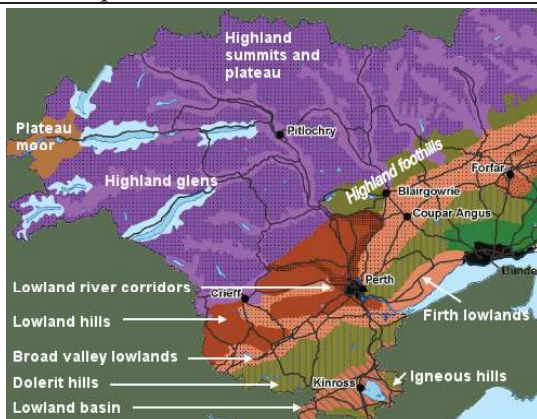 Highland
summits and
plateau
Plateau
moor
Pitlochry
Highland glens
Highland foothills
Forfar
Blairgowrie
Coupar Angus
Dunde
Lowland river corridors
Perth
Crieff
Firth lowlands
Lowland hills
Broad valley lowlands
Dolerit hills
Kinross
Igneous hills
Lowland basin